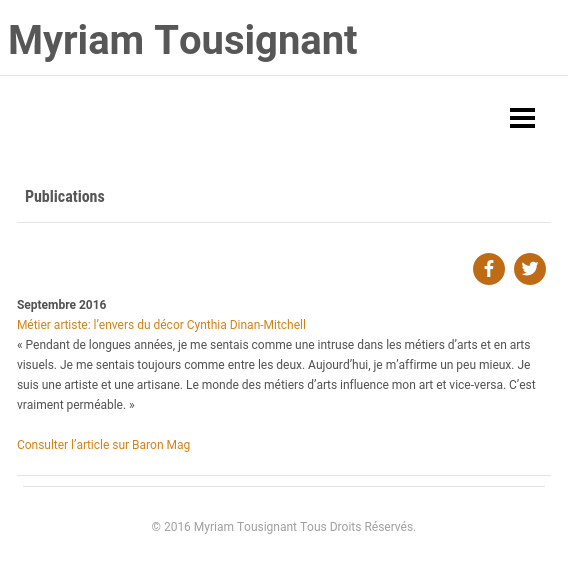 Myriam Tousignant
Publications
Septembre 2016
Métier artiste: l’envers du décor Cynthia Dinan-Mitchell
« Pendant de longues années, je me sentais comme une intruse dans les métiers d’arts et en arts
visuels. Je me sentais toujours comme entre les deux. Aujourd’hui, je m’affirme un peu mieux. Je
suis une artiste et une artisane. Le monde des métiers d’arts influence mon art et vice-versa. C’est
vraiment perméable. »
Consulter l’article sur Baron Mag
© 2016 Myriam Tousignant Tous Droits Réservés.